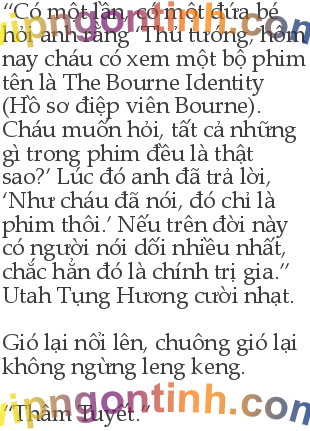 “Có một lần, có một đứa bé
hỏi anh rằng ‘Thủ tướng, hôm
nay cháu có xem một bộ phim
tên là The Bourne Identity
(Hồ sơ điệp viên Bourne).
Cháu muốn hỏi, tất cả những
gì trong phim đều là thật
sao?’ Lúc đó anh đã trả lời,
‘Như cháu đã nói, đó chỉ là
phim thôi.’ Nếu trên đời này
có người nói dối nhiều nhất,
chắc hẳn đó là chính trị gia.”
Utah Tụng Hương cười nhạt.
Gió lại nổi lên, chuông gió lại
không ngừng leng keng.
“Thâm Tuyết.”
vipngontinh.com
vipngontinh.com